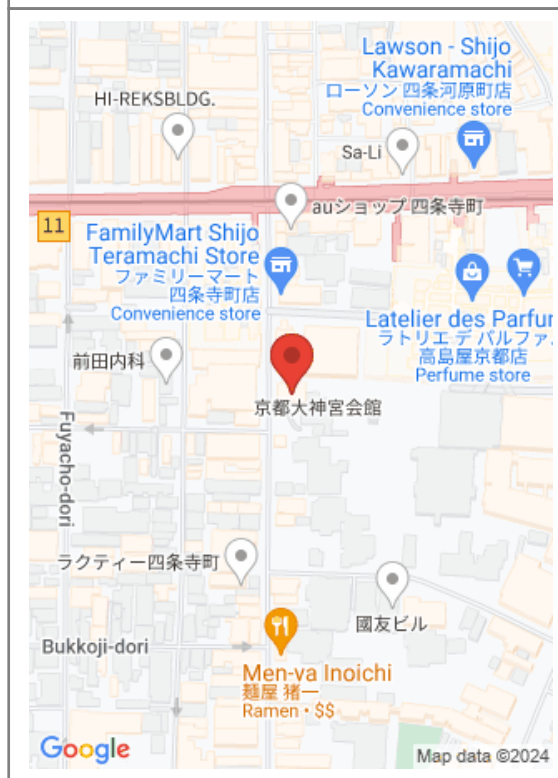 Lawson - Shijo
Kawaramachi
ローソン 四条河原町店
Convenience store
HI-REKSBLDG.
Sa-Li
auショップ 四条寺町
11
FamilyMart Shijo
Teramachi Store
ファミリーマート
四条寺町店
Convenience store
Latelier des Parfum
ラトリエ デ パルファ
高島屋京都店
Perfume store
前田内科
京都大神宮会館
Fuyacho-dori
ラクティー四条寺町
國友ビル
Bukkoji-dori
Men-ya Inoichi
麺屋 猪一
Ramen • $$
Google
Map data ©2024